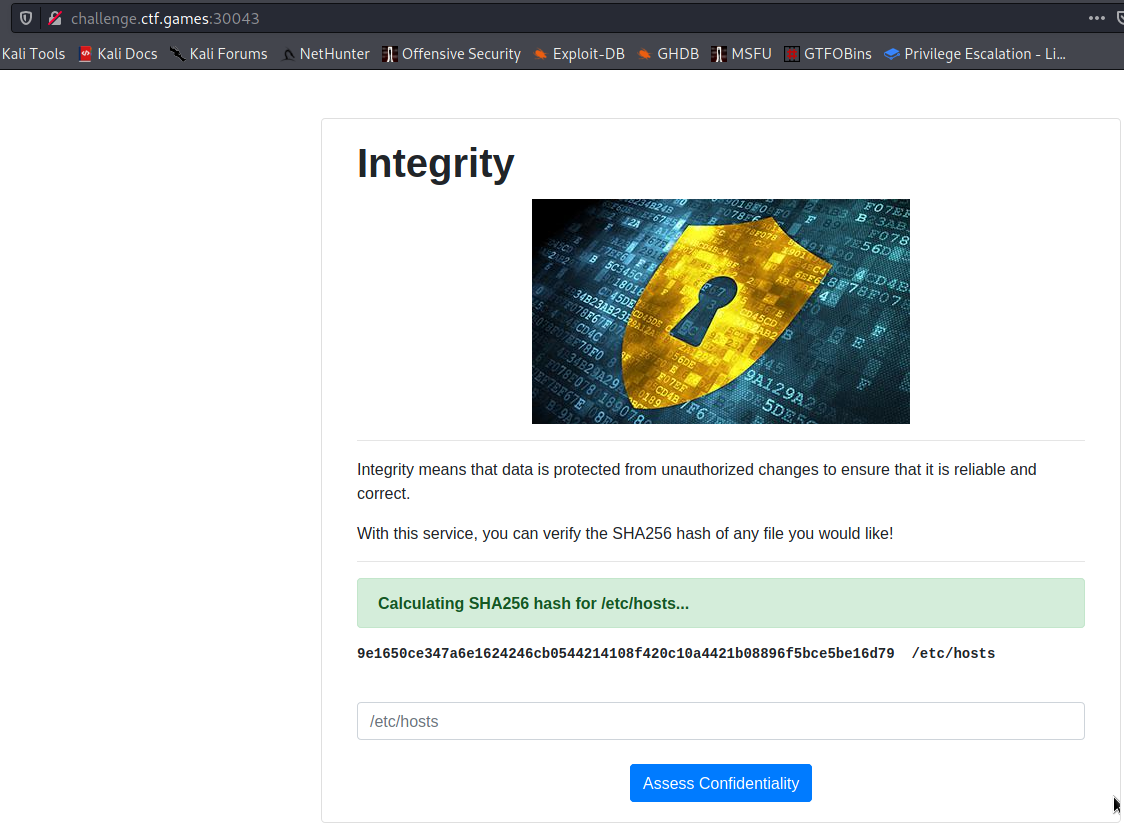 challenge.ctf.games:30043
Kali Tools Kali Docs Kali Forums NetHunter Offensive Security Exploit-DB GHDB MSFU GTFOBins Privilege Escalation - Li...
Integrity
Integrity means that data is protected from unauthorized changes to ensure that it is reliable and
correct.
With this service, you can verify the SHA256 hash of any file you would like!
Calculating SHA256 hash for /etc/hosts...
9e1650ce347a6e1624246cb0544214108f420c10a4421b08896f5bce5be16d79 /etc/hosts
/etc/hosts
Assess Confidentiality